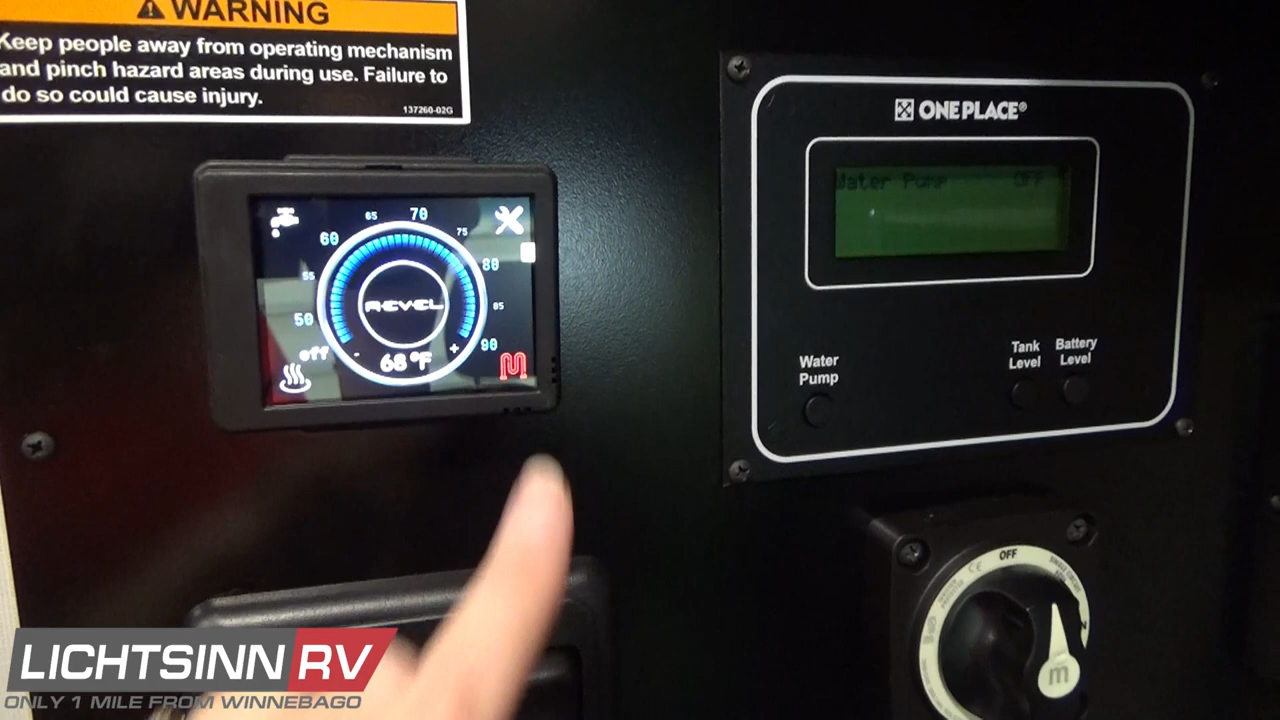 ⚠ WARNING
Keep people away from operating mechanism
and pinch hazard areas during use. Failure to
do so could cause injury.
137260-02G
ONE PLACE®
Water Pump OFF
50 55 60 65 70 75 80 85 90
REVEL
off
- 68°F +
Water
Pump
Tank
Level
Battery
Level
OFF
CE
m
LICHTSINN RV
ONLY 1 MILE FROM WINNEBAGO